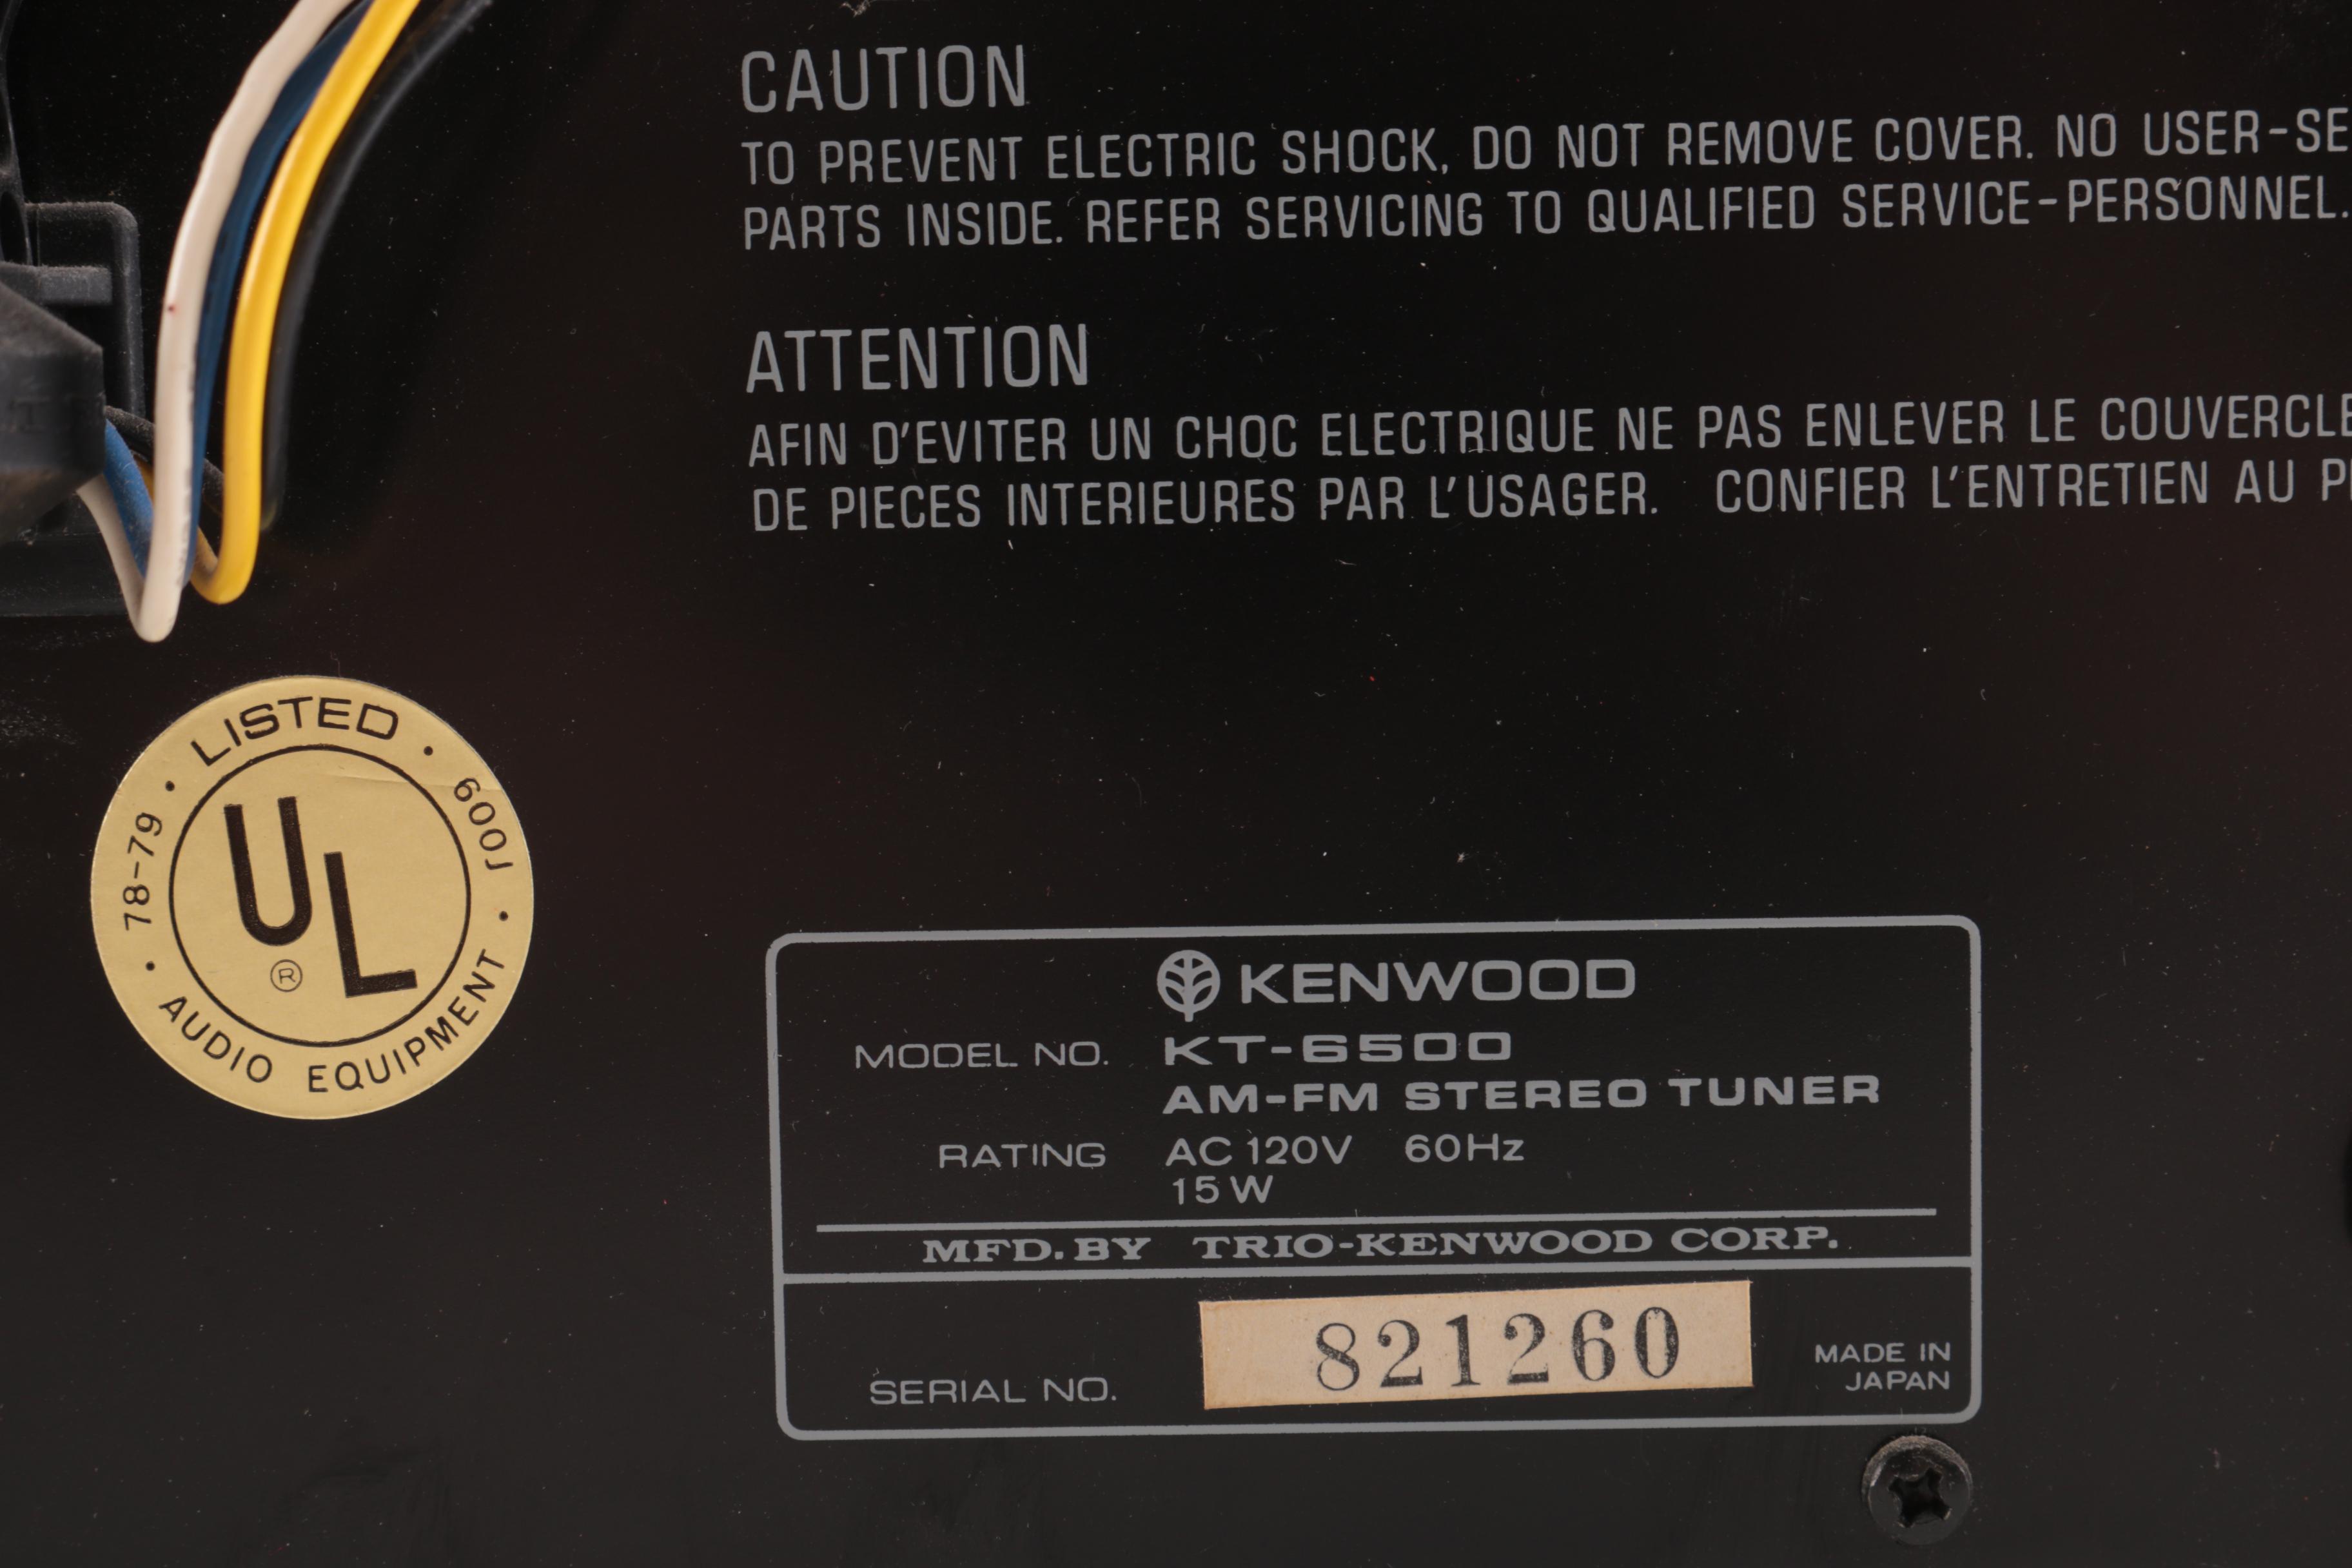 CAUTION
TO PREVENT ELECTRIC SHOCK, DO NOT REMOVE COVER. NO USER-SE
PARTS INSIDE. REFER SERVICING TO QUALIFIED SERVICE-PERSONNEL.
ATTENTION
AFIN D'EVITER UN CHOC ELECTRIQUE NE PAS ENLEVER LE COUVERCLE
DE PIECES INTERIEURES PAR L'USAGER. CONFIER L'ENTRETIEN AU
LISTED
78-79
600J
UL
®
AUDIO EQUIPMENT
KENWOOD
MODEL NO. KT-6500
AM-FM STEREO TUNER
RATING AC 120V 60Hz
15W
MFD. BY TRIO-KENWOOD CORP.
SERIAL NO. 821260
MADE IN
JAPAN